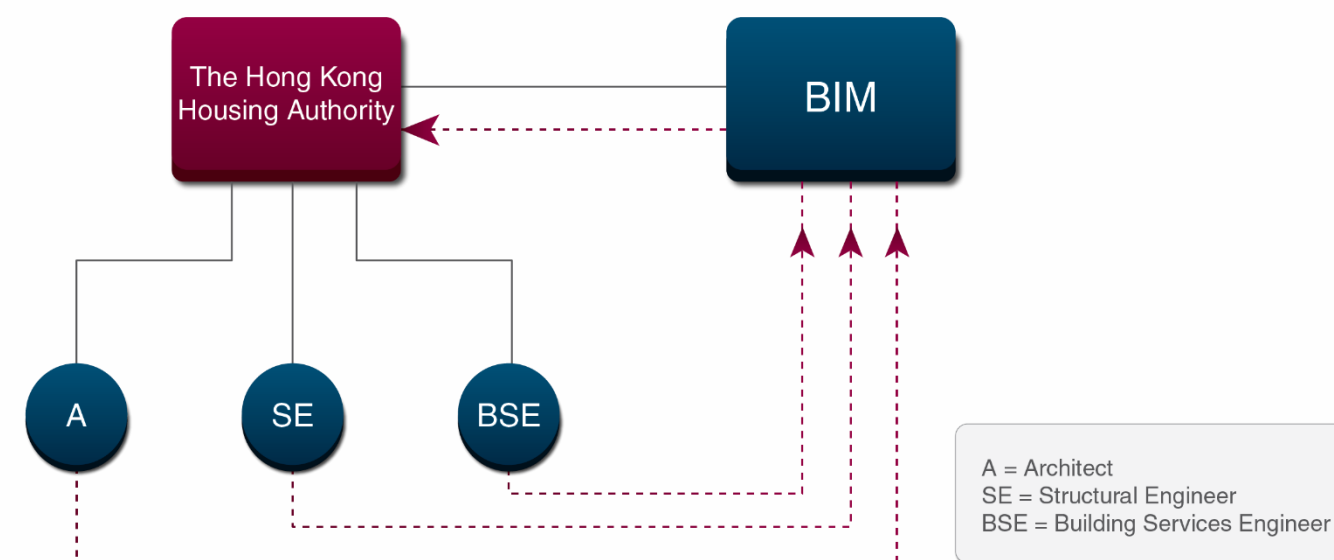 The Hong Kong
Housing Authority
BIM
A
SE
BSE
A = Architect
SE = Structural Engineer
BSE = Building Services Engineer